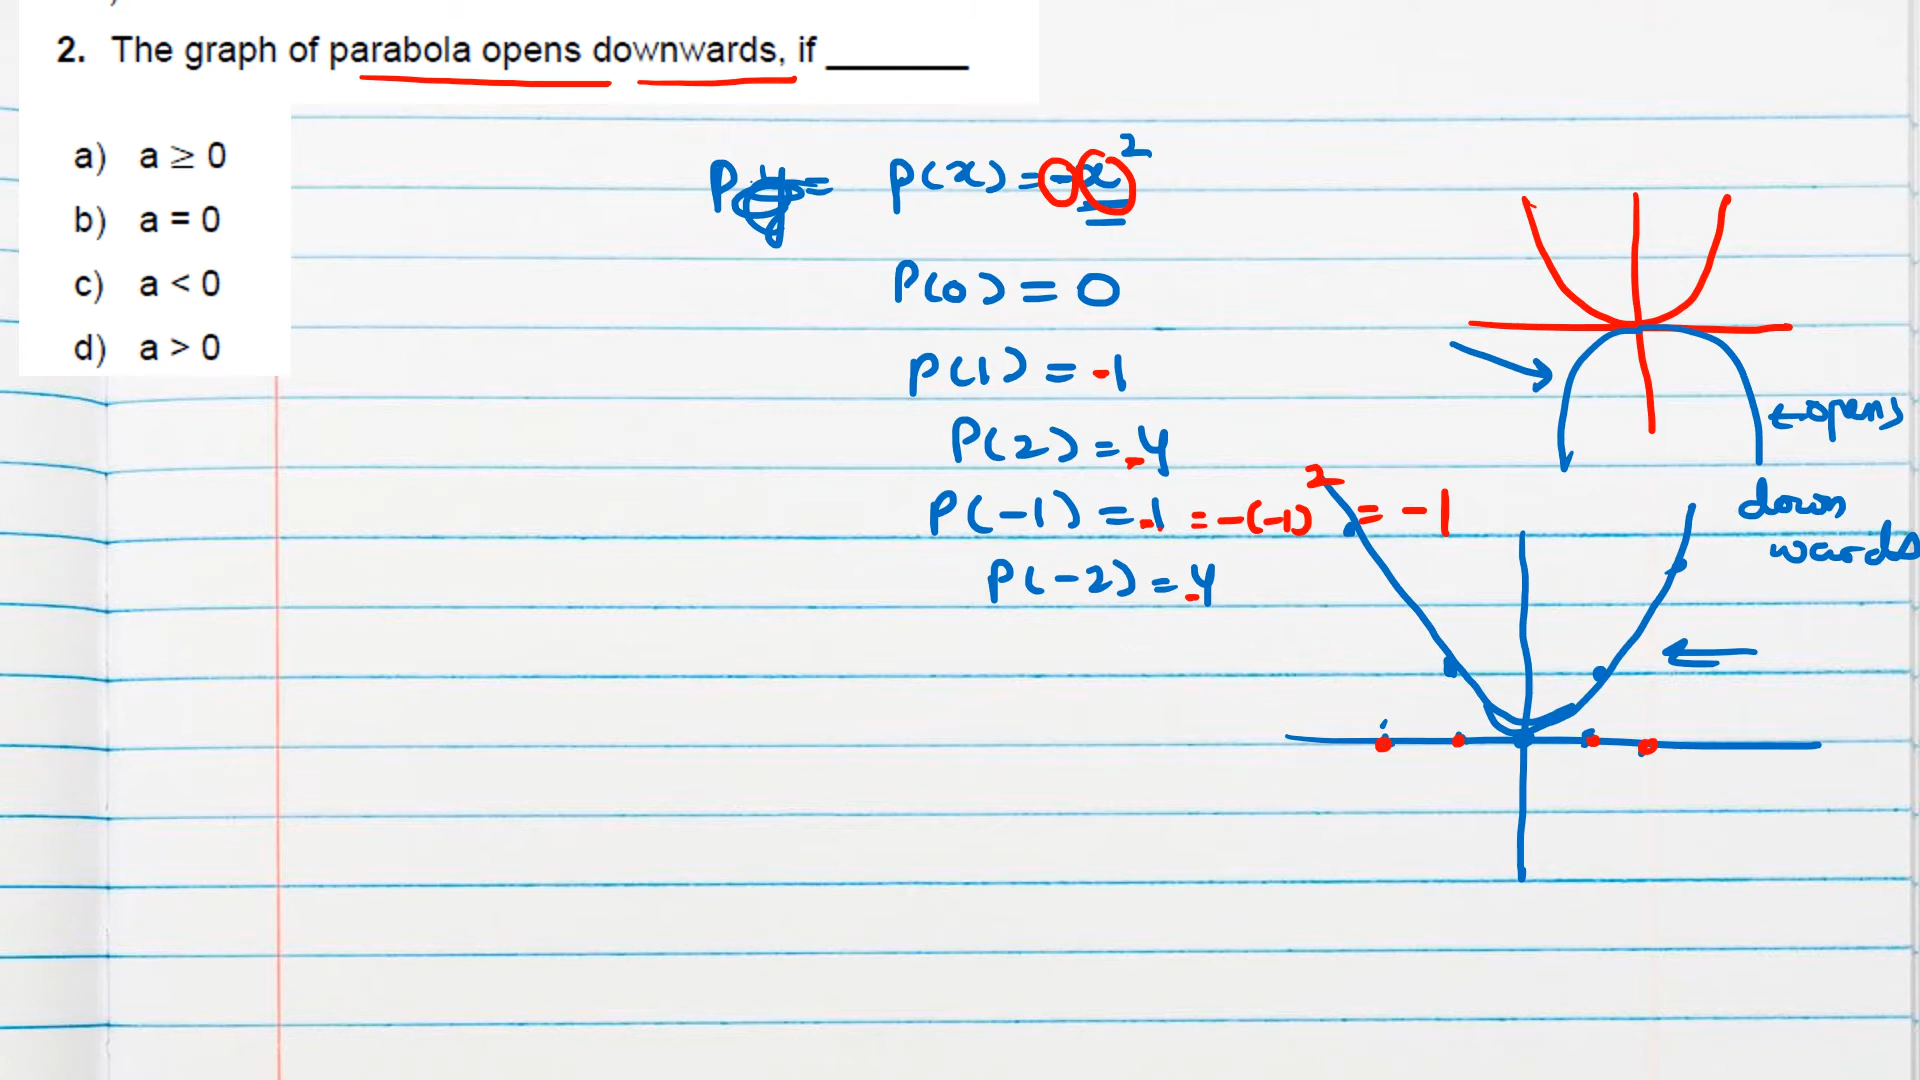 2. The graph of parabola opens downwards, if ______
a) a ≥ 0
b) a = 0
c) a < 0
d) a > 0
p(x) = -x²
P(0) = 0
P(1) = -1
P(2) = -4
P(-1) = -1 = -(-1)² = -1
P(-2) = -4
opens
down
wards